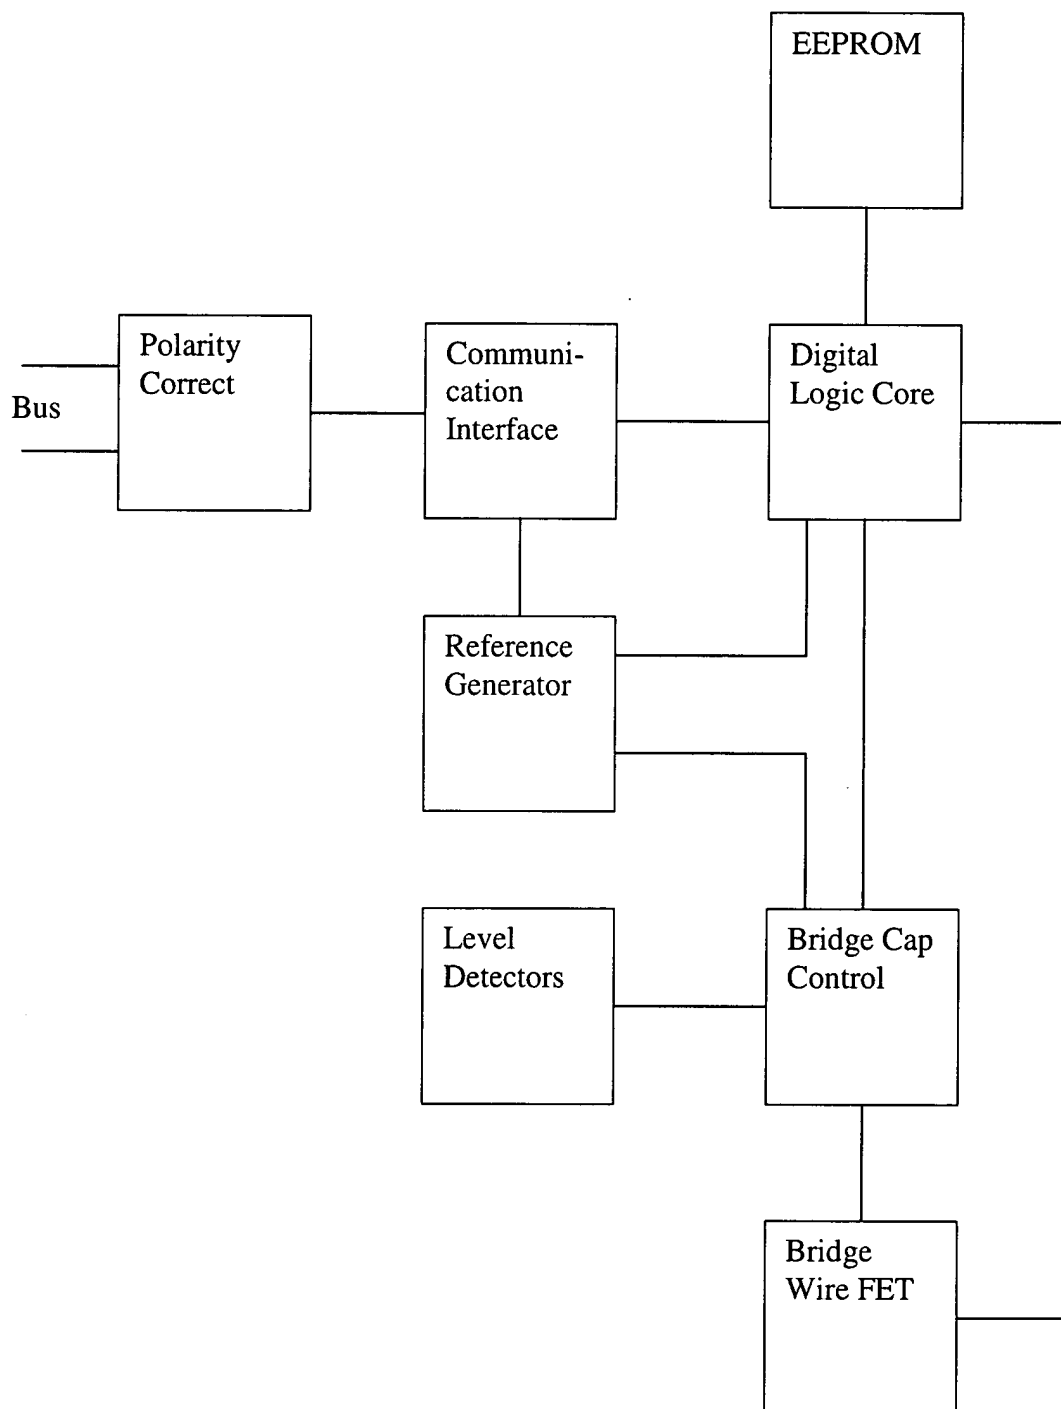 EEPROM
Polarity
Correct
Bus
Communi-
cation
Interface
Digital
Logic Core
Reference
Generator
Level
Detectors
Bridge Cap
Control
Bridge
Wire FET